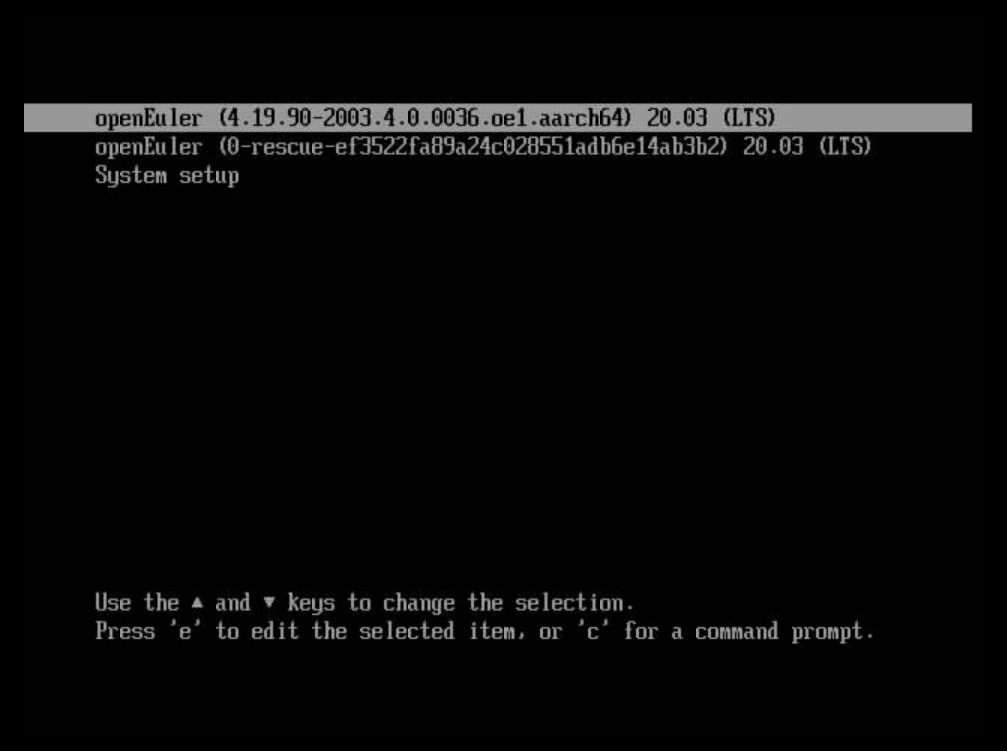 openEuler (4.19.90-2003.4.0.0036.oe1.aarch64) 20.03 (LTS)
openEuler (0-rescue-ef3522fa89a24c028551adb6e14ab3b2) 20.03 (LTS)
System setup
Use the ▲ and ▼ keys to change the selection.
Press 'e' to edit the selected item, or 'c' for a command prompt.